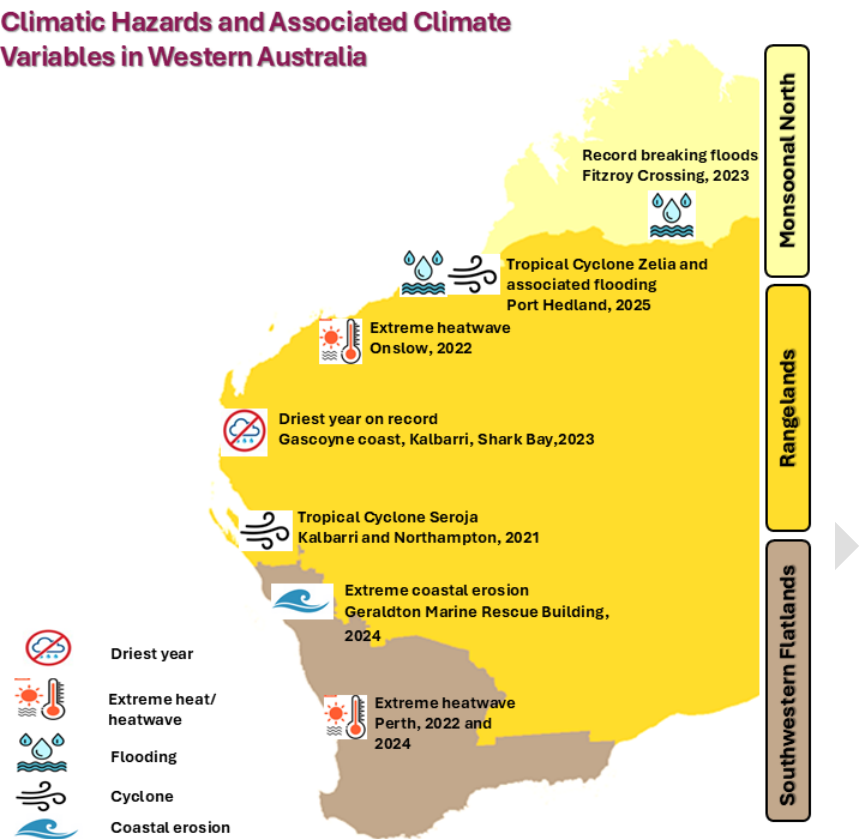 Climatic Hazards and Associated Climate
Variables in Western Australia
Monsoonal North
Record breaking floods
Fitzroy Crossing, 2023
Tropical Cyclone Zelia and
associated flooding
Port Hedland, 2025
Extreme heatwave
Onslow, 2022
Rangelands
Driest year on record
Gascoyne coast, Kalbarri, Shark Bay,2023
Tropical Cyclone Seroja
Kalbarri and Northampton, 2021
Southwestern Flatlands
Extreme coastal erosion
Geraldton Marine Rescue Building,
2024
Extreme heatwave
Perth, 2022 and
2024
Driest year
Extreme heat/
heatwave
Flooding
Cyclone
Coastal erosion